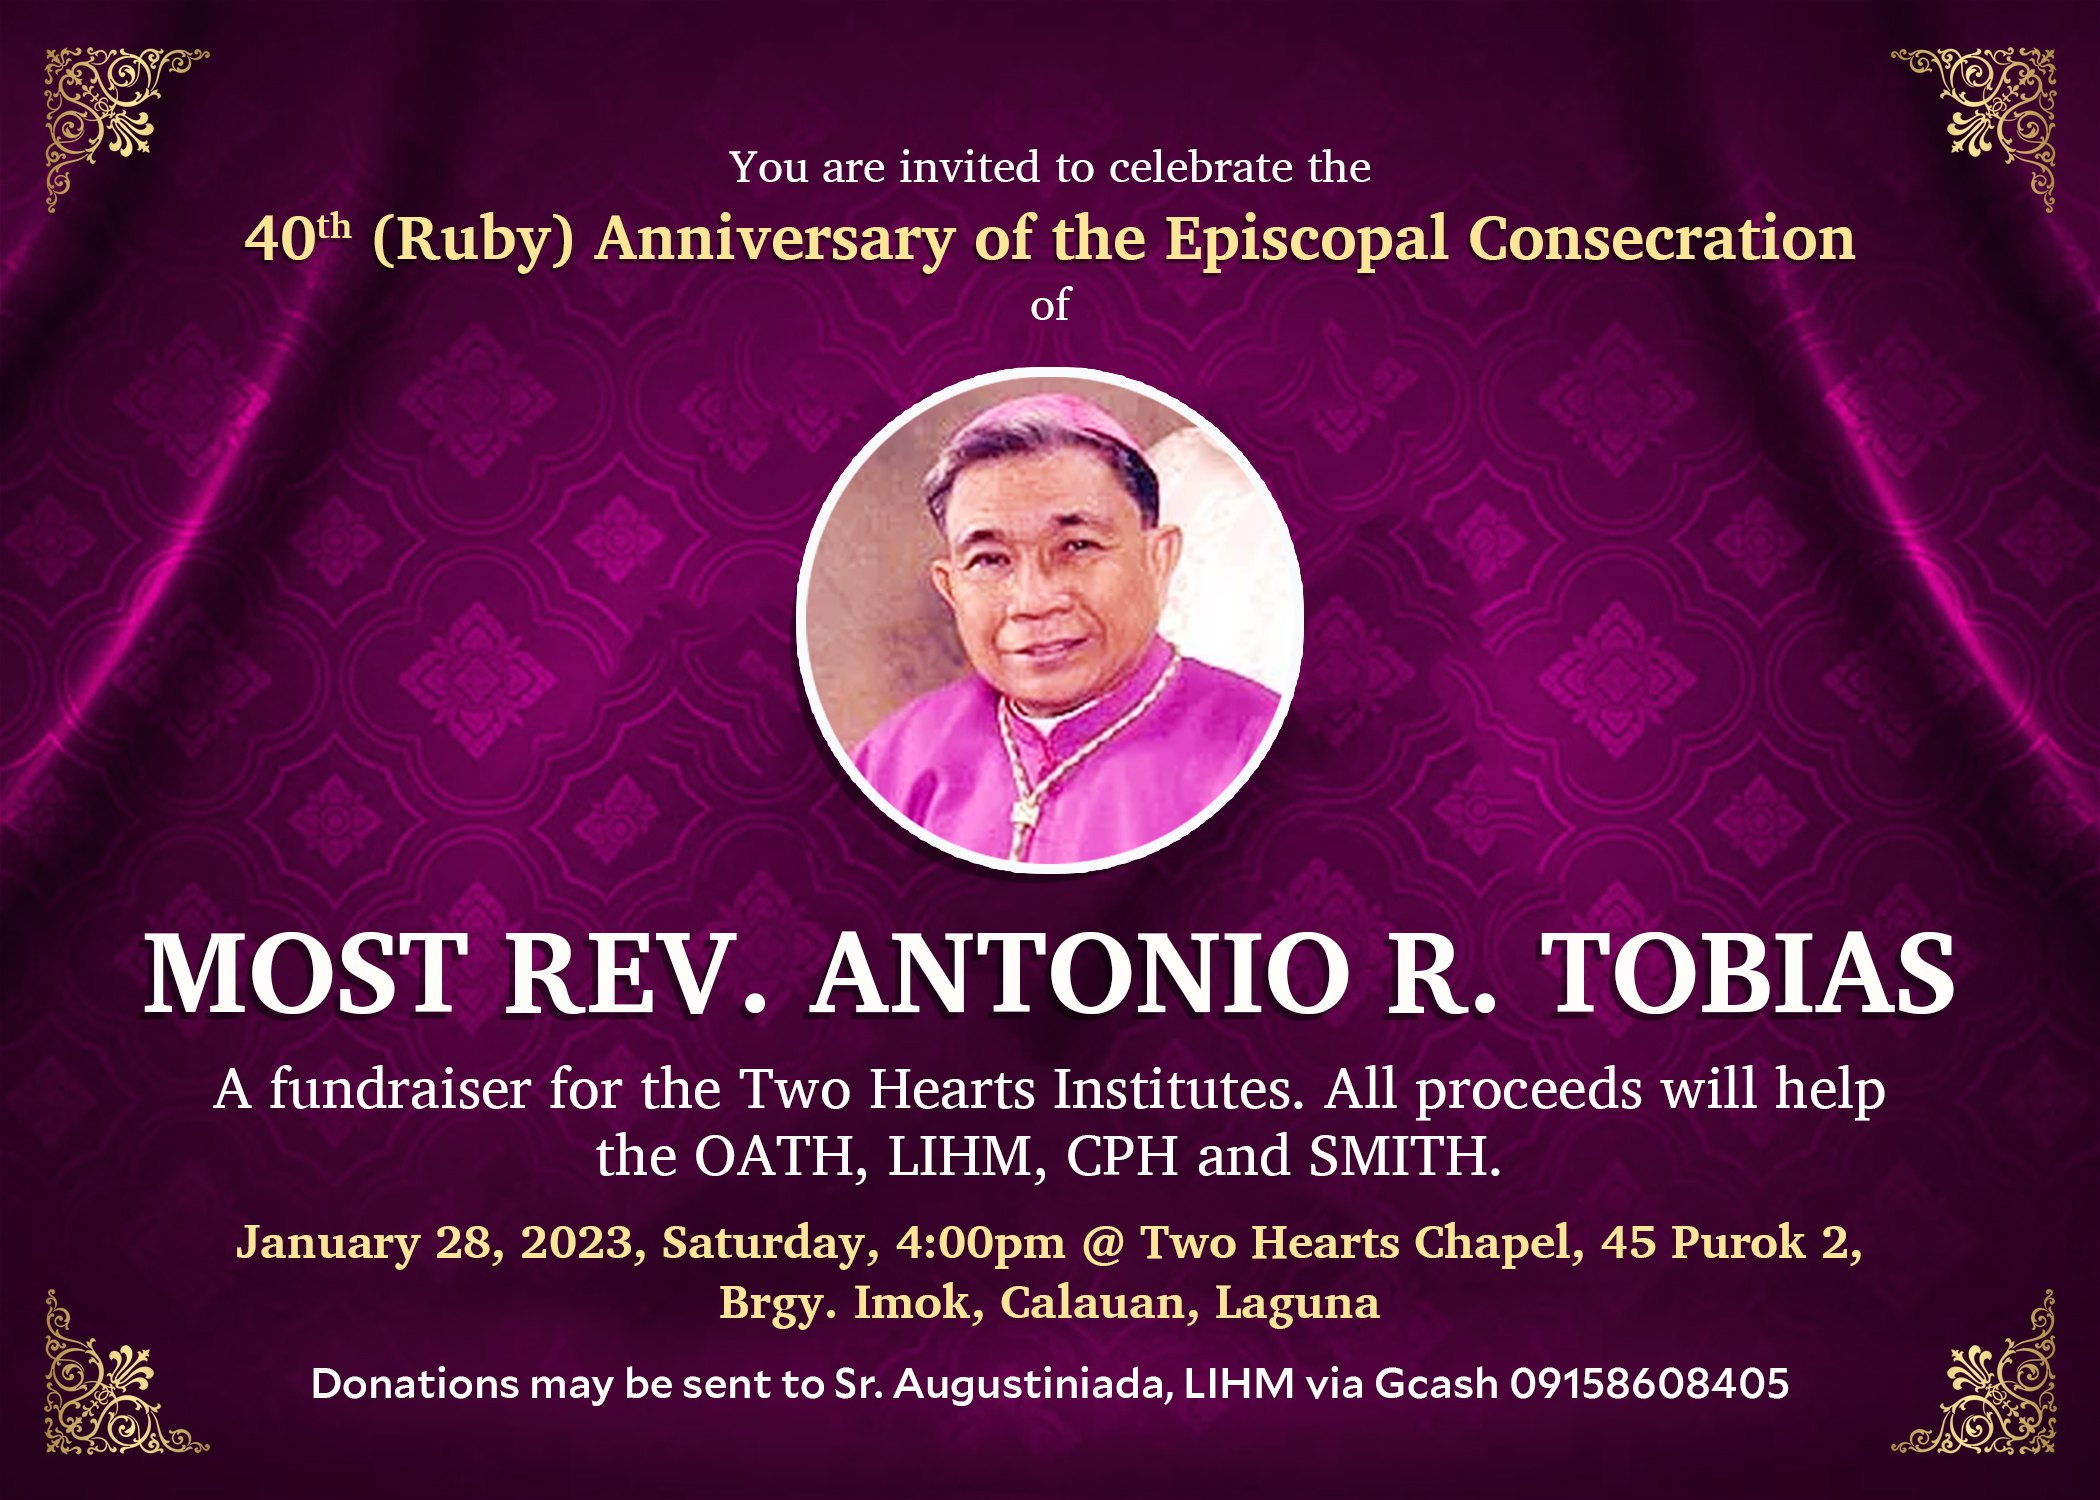 You are invited to celebrate the
40th (Ruby) Anniversary of the Episcopal Consecration
of
MOST REV. ANTONIO R. TOBIAS
A fundraiser for the Two Hearts Institutes. All proceeds will help
the OATH, LIHM, CPH and SMITH.
January 28, 2023, Saturday, 4:00pm @ Two Hearts Chapel, 45 Purok 2,
Brgy. Imok, Calauan, Laguna
Donations may be sent to Sr. Augustiniada, LIHM via Gcash 09158608405